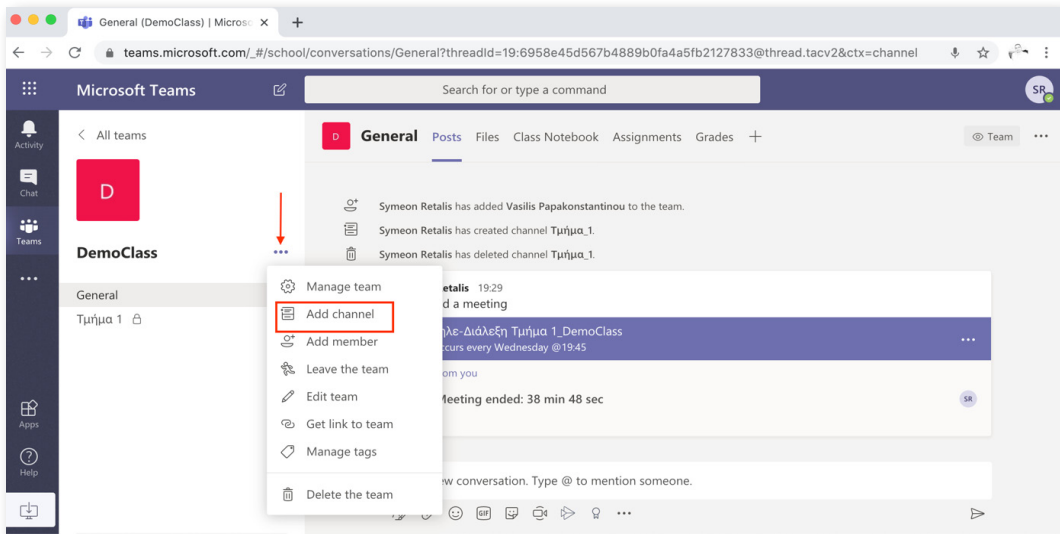 General (DemoClass) | Microso
teams.microsoft.com/_#/school/conversations/General?threadId=19:6958e45d567b4889b0fa4a5fb2127833@thread.tacv2&ctx=channel
Microsoft Teams
Search for or type a command
SR
Activity
Chat
Teams
Apps
Help
All teams
D
DemoClass
General
Τμήμα 1
Manage team
Add channel
Add member
Leave the team
Edit team
Get link to team
Manage tags
Delete the team
D General Posts Files Class Notebook Assignments Grades
Team
Symeon Retalis has added Vasilis Papakonstantinou to the team.
Symeon Retalis has created channel Τμήμα_1.
Symeon Retalis has deleted channel Τμήμα_1.
etalis 19:29
d a meeting
ηλε-Διάλεξη Τμήμα 1_DemoClass
ccurs every Wednesday @19:45
om you
Meeting ended: 38 min 48 sec
SR
ew conversation. Type @ to mention someone.
GIF